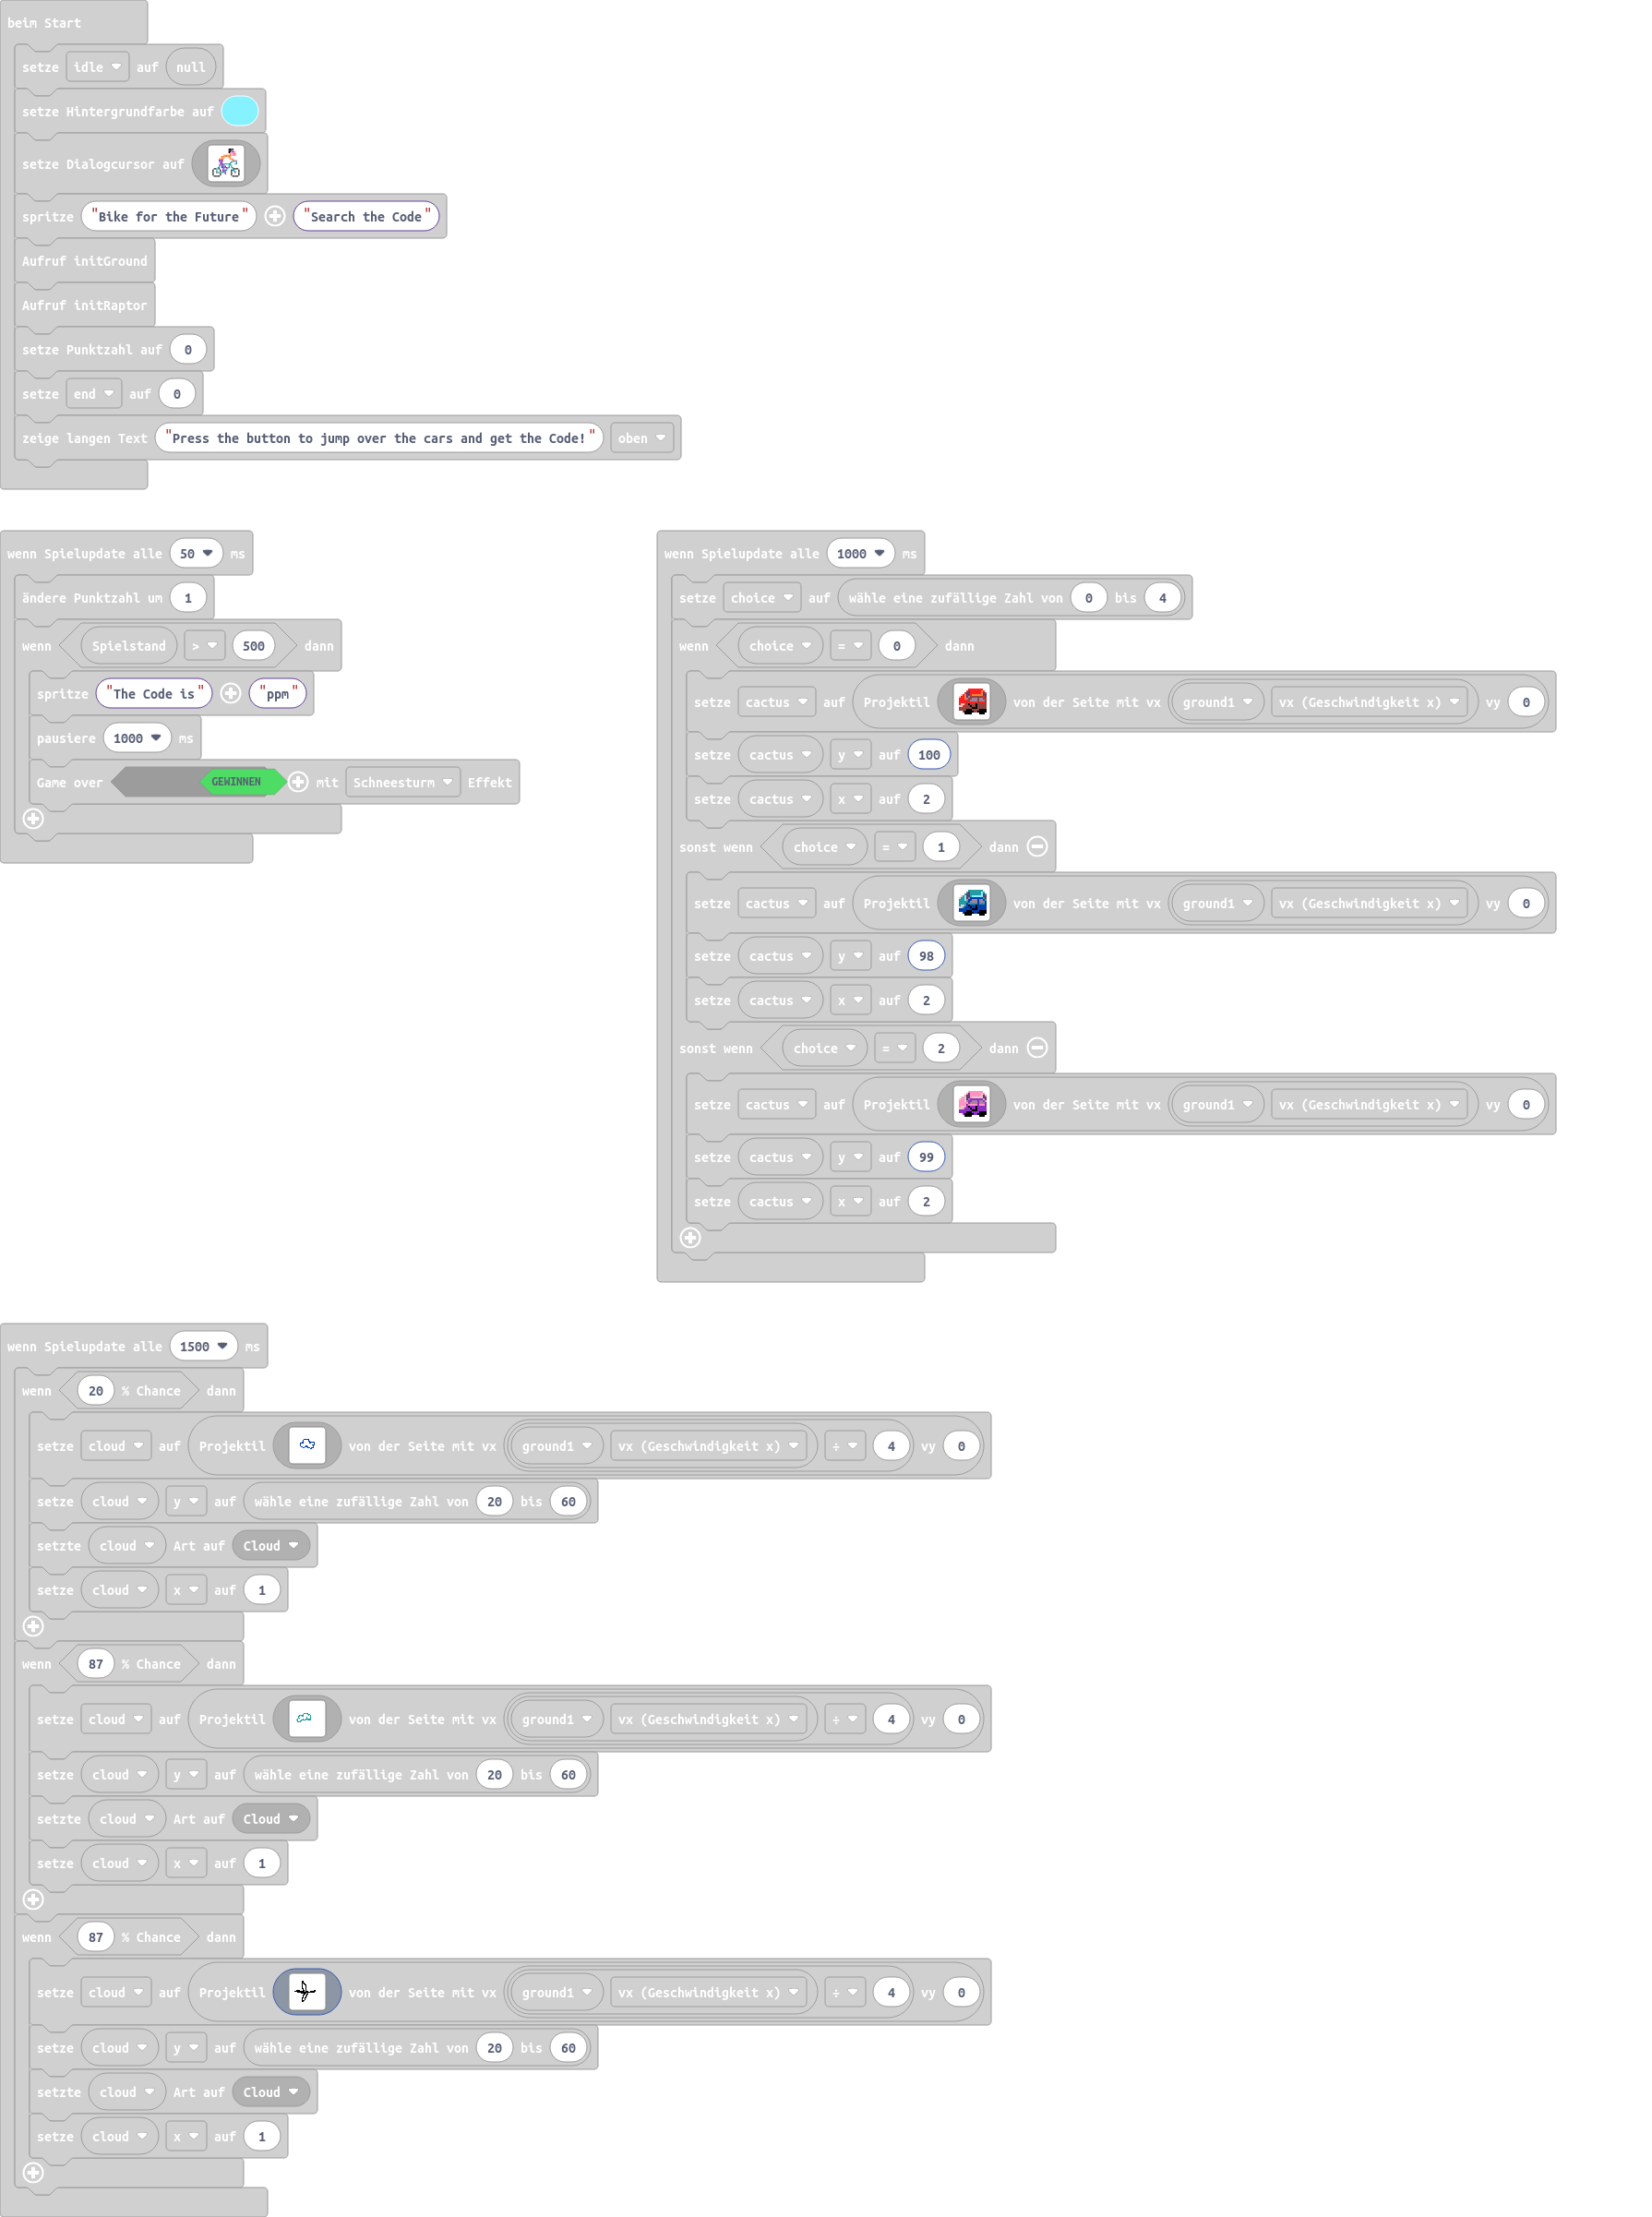 beim Start
setze idle auf null
setze Hintergrundfarbe auf
setze Dialogcursor auf
spritze "Bike for the Future" "Search the Code"
Aufruf initGround
Aufruf initRaptor
setze Punktzahl auf 0
setze end auf 0
zeige langen Text "Press the button to jump over the cars and get the Code!" oben
wenn Spielupdate alle 50 ms
ändere Punktzahl um 1
wenn Spielstand > 500 dann
spritze "The Code is" "ppm"
pausiere 1000 ms
Game over GEWINNEN mit Schneesturm Effekt
wenn Spielupdate alle 1000 ms
setze choice auf wähle eine zufällige Zahl von 0 bis 4
wenn choice = 0 dann
setze cactus auf Projektil von der Seite mit vx ground1 vx (Geschwindigkeit x) vy 0
setze cactus y auf 100
setze cactus x auf 2
sonst wenn choice = 1 dann
setze cactus auf Projektil von der Seite mit vx ground1 vx (Geschwindigkeit x) vy 0
setze cactus y auf 98
setze cactus x auf 2
sonst wenn choice = 2 dann
setze cactus auf Projektil von der Seite mit vx ground1 vx (Geschwindigkeit x) vy 0
setze cactus y auf 99
setze cactus x auf 2
wenn Spielupdate alle 1500 ms
wenn 20 % Chance dann
setze cloud auf Projektil von der Seite mit vx ground1 vx (Geschwindigkeit x) ÷ 4 vy 0
setze cloud y auf wähle eine zufällige Zahl von 20 bis 60
setzte cloud Art auf Cloud
setze cloud x auf 1
wenn 87 % Chance dann
setze cloud auf Projektil von der Seite mit vx ground1 vx (Geschwindigkeit x) ÷ 4 vy 0
setze cloud y auf wähle eine zufällige Zahl von 20 bis 60
setzte cloud Art auf Cloud
setze cloud x auf 1
wenn 87 % Chance dann
setze cloud auf Projektil von der Seite mit vx ground1 vx (Geschwindigkeit x) ÷ 4 vy 0
setze cloud y auf wähle eine zufällige Zahl von 20 bis 60
setzte cloud Art auf Cloud
setze cloud x auf 1